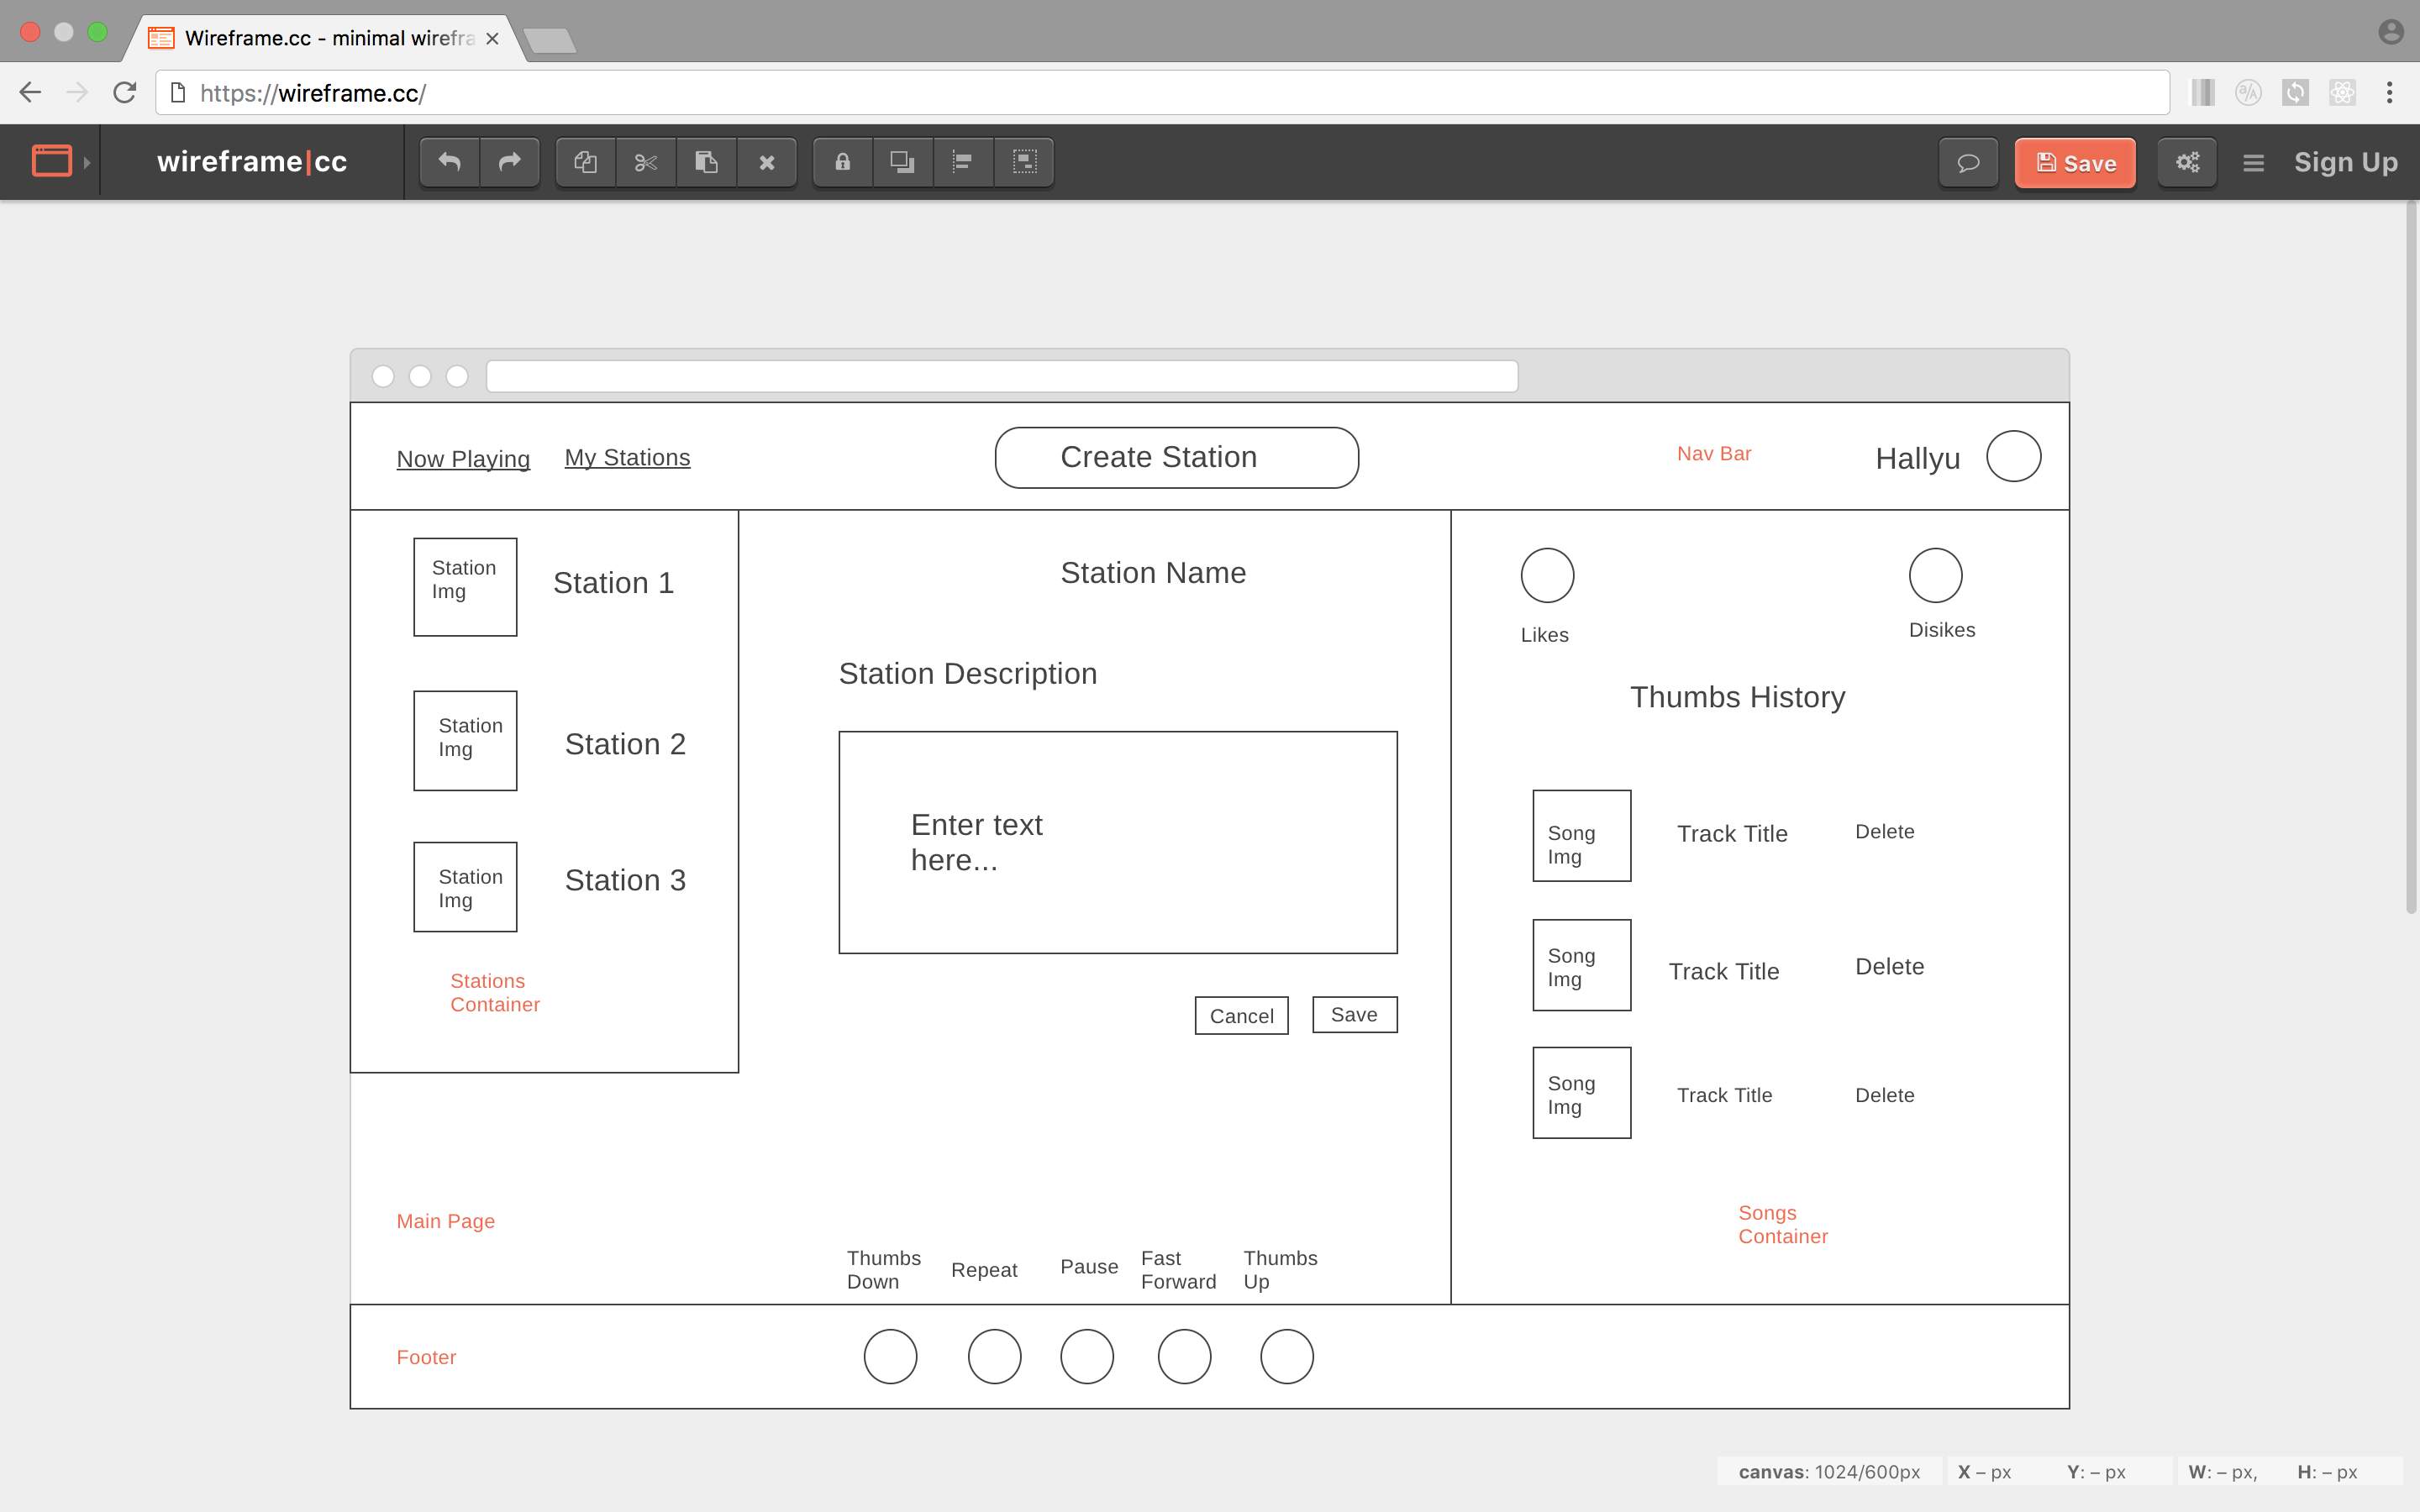 Wireframe.cc - minimal wirefra
https://wireframe.cc/
wireframe|cc
Save
Sign Up
Now Playing
My Stations
Create Station
Nav Bar
Hallyu
Station
Img
Station 1
Station
Img
Station 2
Station
Img
Station 3
Stations
Container
Main Page
Station Name
Station Description
Enter text
here...
Cancel
Save
Likes
Disikes
Thumbs History
Song
Img
Track Title
Delete
Song
Img
Track Title
Delete
Song
Img
Track Title
Delete
Songs
Container
Thumbs
Down
Repeat
Pause
Fast
Forward
Thumbs
Up
Footer
canvas: 1024/600px
X – px
Y: – px
W: – px,
H: – px